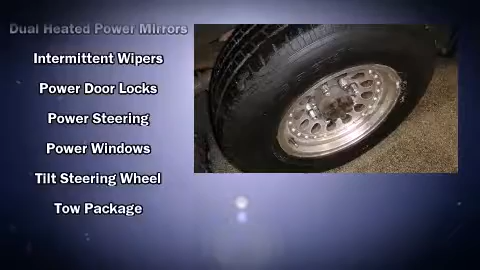 Dual Heated Power Mirrors
Intermittent Wipers
Power Door Locks
Power Steering
Power Windows
Tilt Steering Wheel
Tow Package